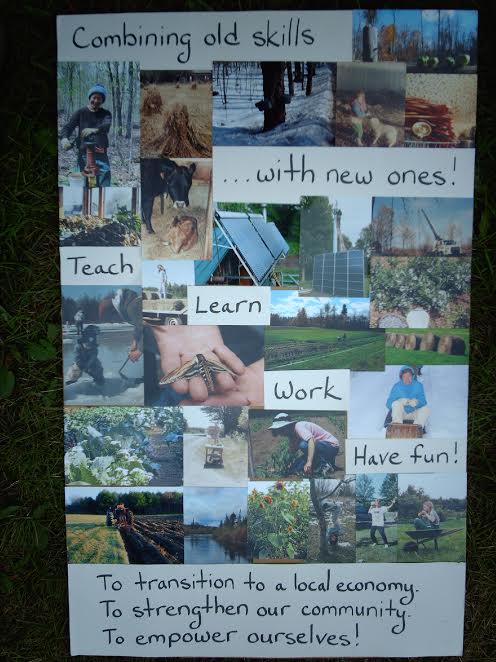 Combining old skills
...with new ones!
Teach
Learn
Work
Have fun!
To transition to a local economy.
To strengthen our community.
To empower ourselves!